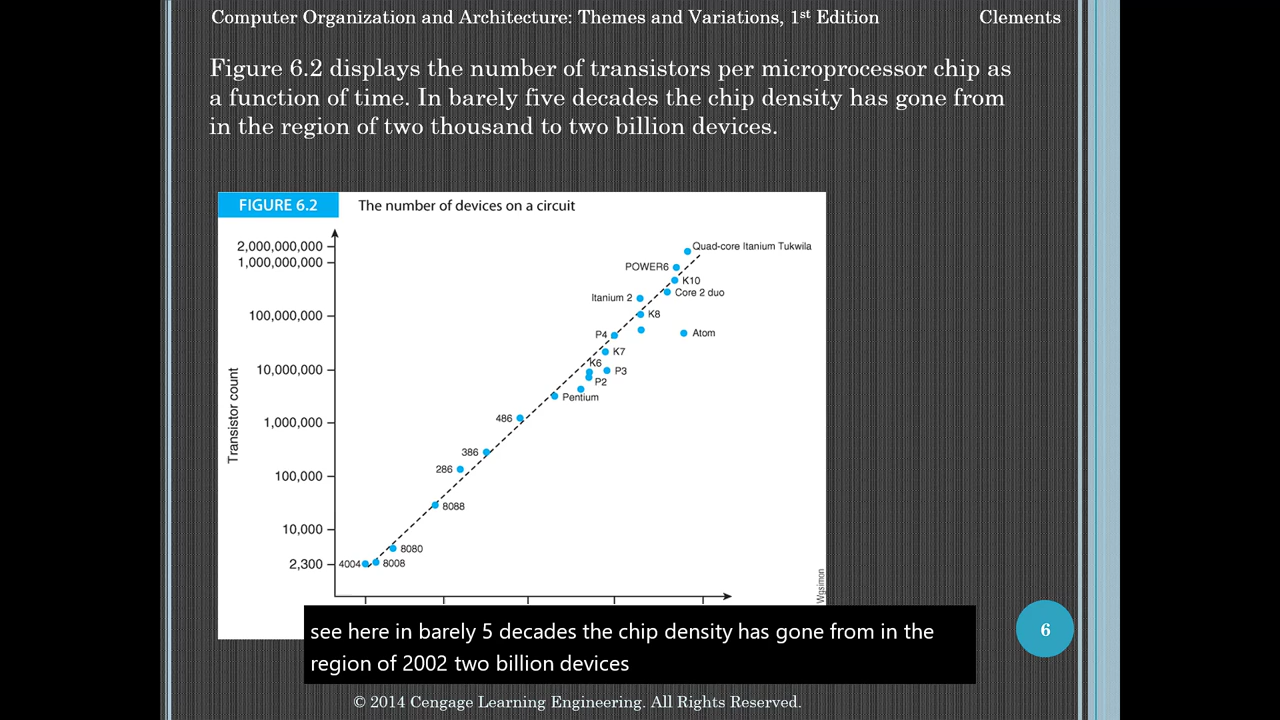 Computer Organization and Architecture: Themes and Variations, 1st Edition Clements
Figure 6.2 displays the number of transistors per microprocessor chip as
a function of time. In barely five decades the chip density has gone from
in the region of two thousand to two billion devices.
FIGURE 6.2 The number of devices on a circuit
2,000,000,000
1,000,000,000
100,000,000
10,000,000
1,000,000
100,000
10,000
2,300
Transistor count
Quad-core Itanium Tukwila
POWER6
K10
Core 2 duo
Itanium 2
K8
Atom
P4
K7
K6
P3
P2
Pentium
486
386
286
8088
8080
4004
8008
Wgsimon
see here in barely 5 decades the chip density has gone from in the
region of 2002 two billion devices
6
© 2014 Cengage Learning Engineering. All Rights Reserved.